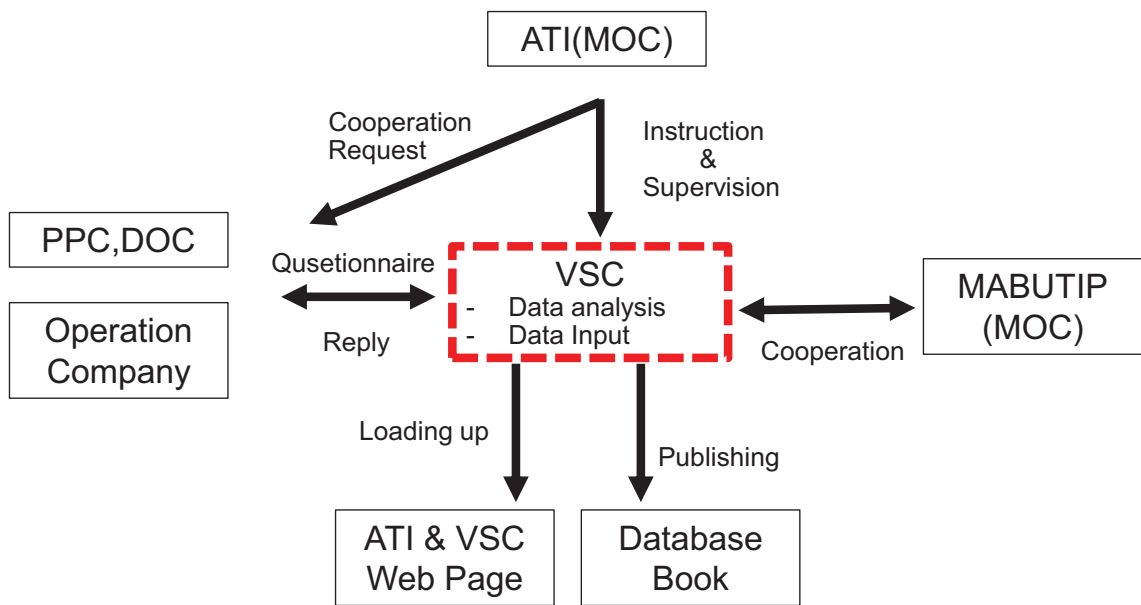 ATI(MOC)
Cooperation
Request
Instruction
&
Supervision
PPC,DOC
Qusetionnaire
Reply
Operation
Company
VSC
- Data analysis
- Data Input
MABUTIP
(MOC)
Cooperation
Loading up
Publishing
ATI & VSC
Web Page
Database
Book